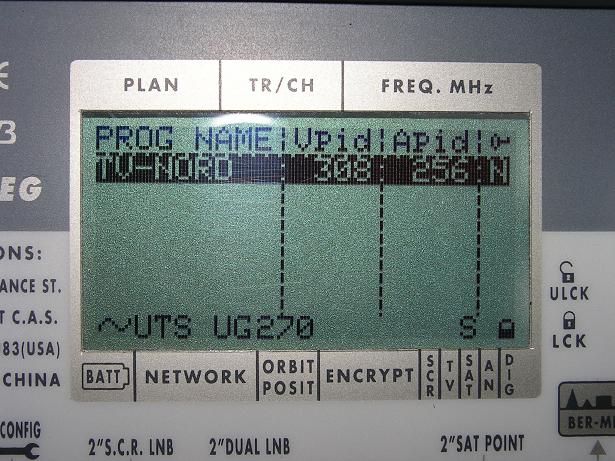 PLAN TR/CH FREQ. MHz
PROG NAME Vpid Apid
TV-NORD 308 256 N
~UTS UG270 S
BATT NETWORK ORBIT POSIT ENCRYPT SCR TV SAT AN DIG
EG
ONS:
ANCE ST.
T C.A.S.
083(USA)
CHINA
CONFIG
2"S.C.R. LNB 2"DUAL LNB 2"SAT POINT
ULCK
LCK